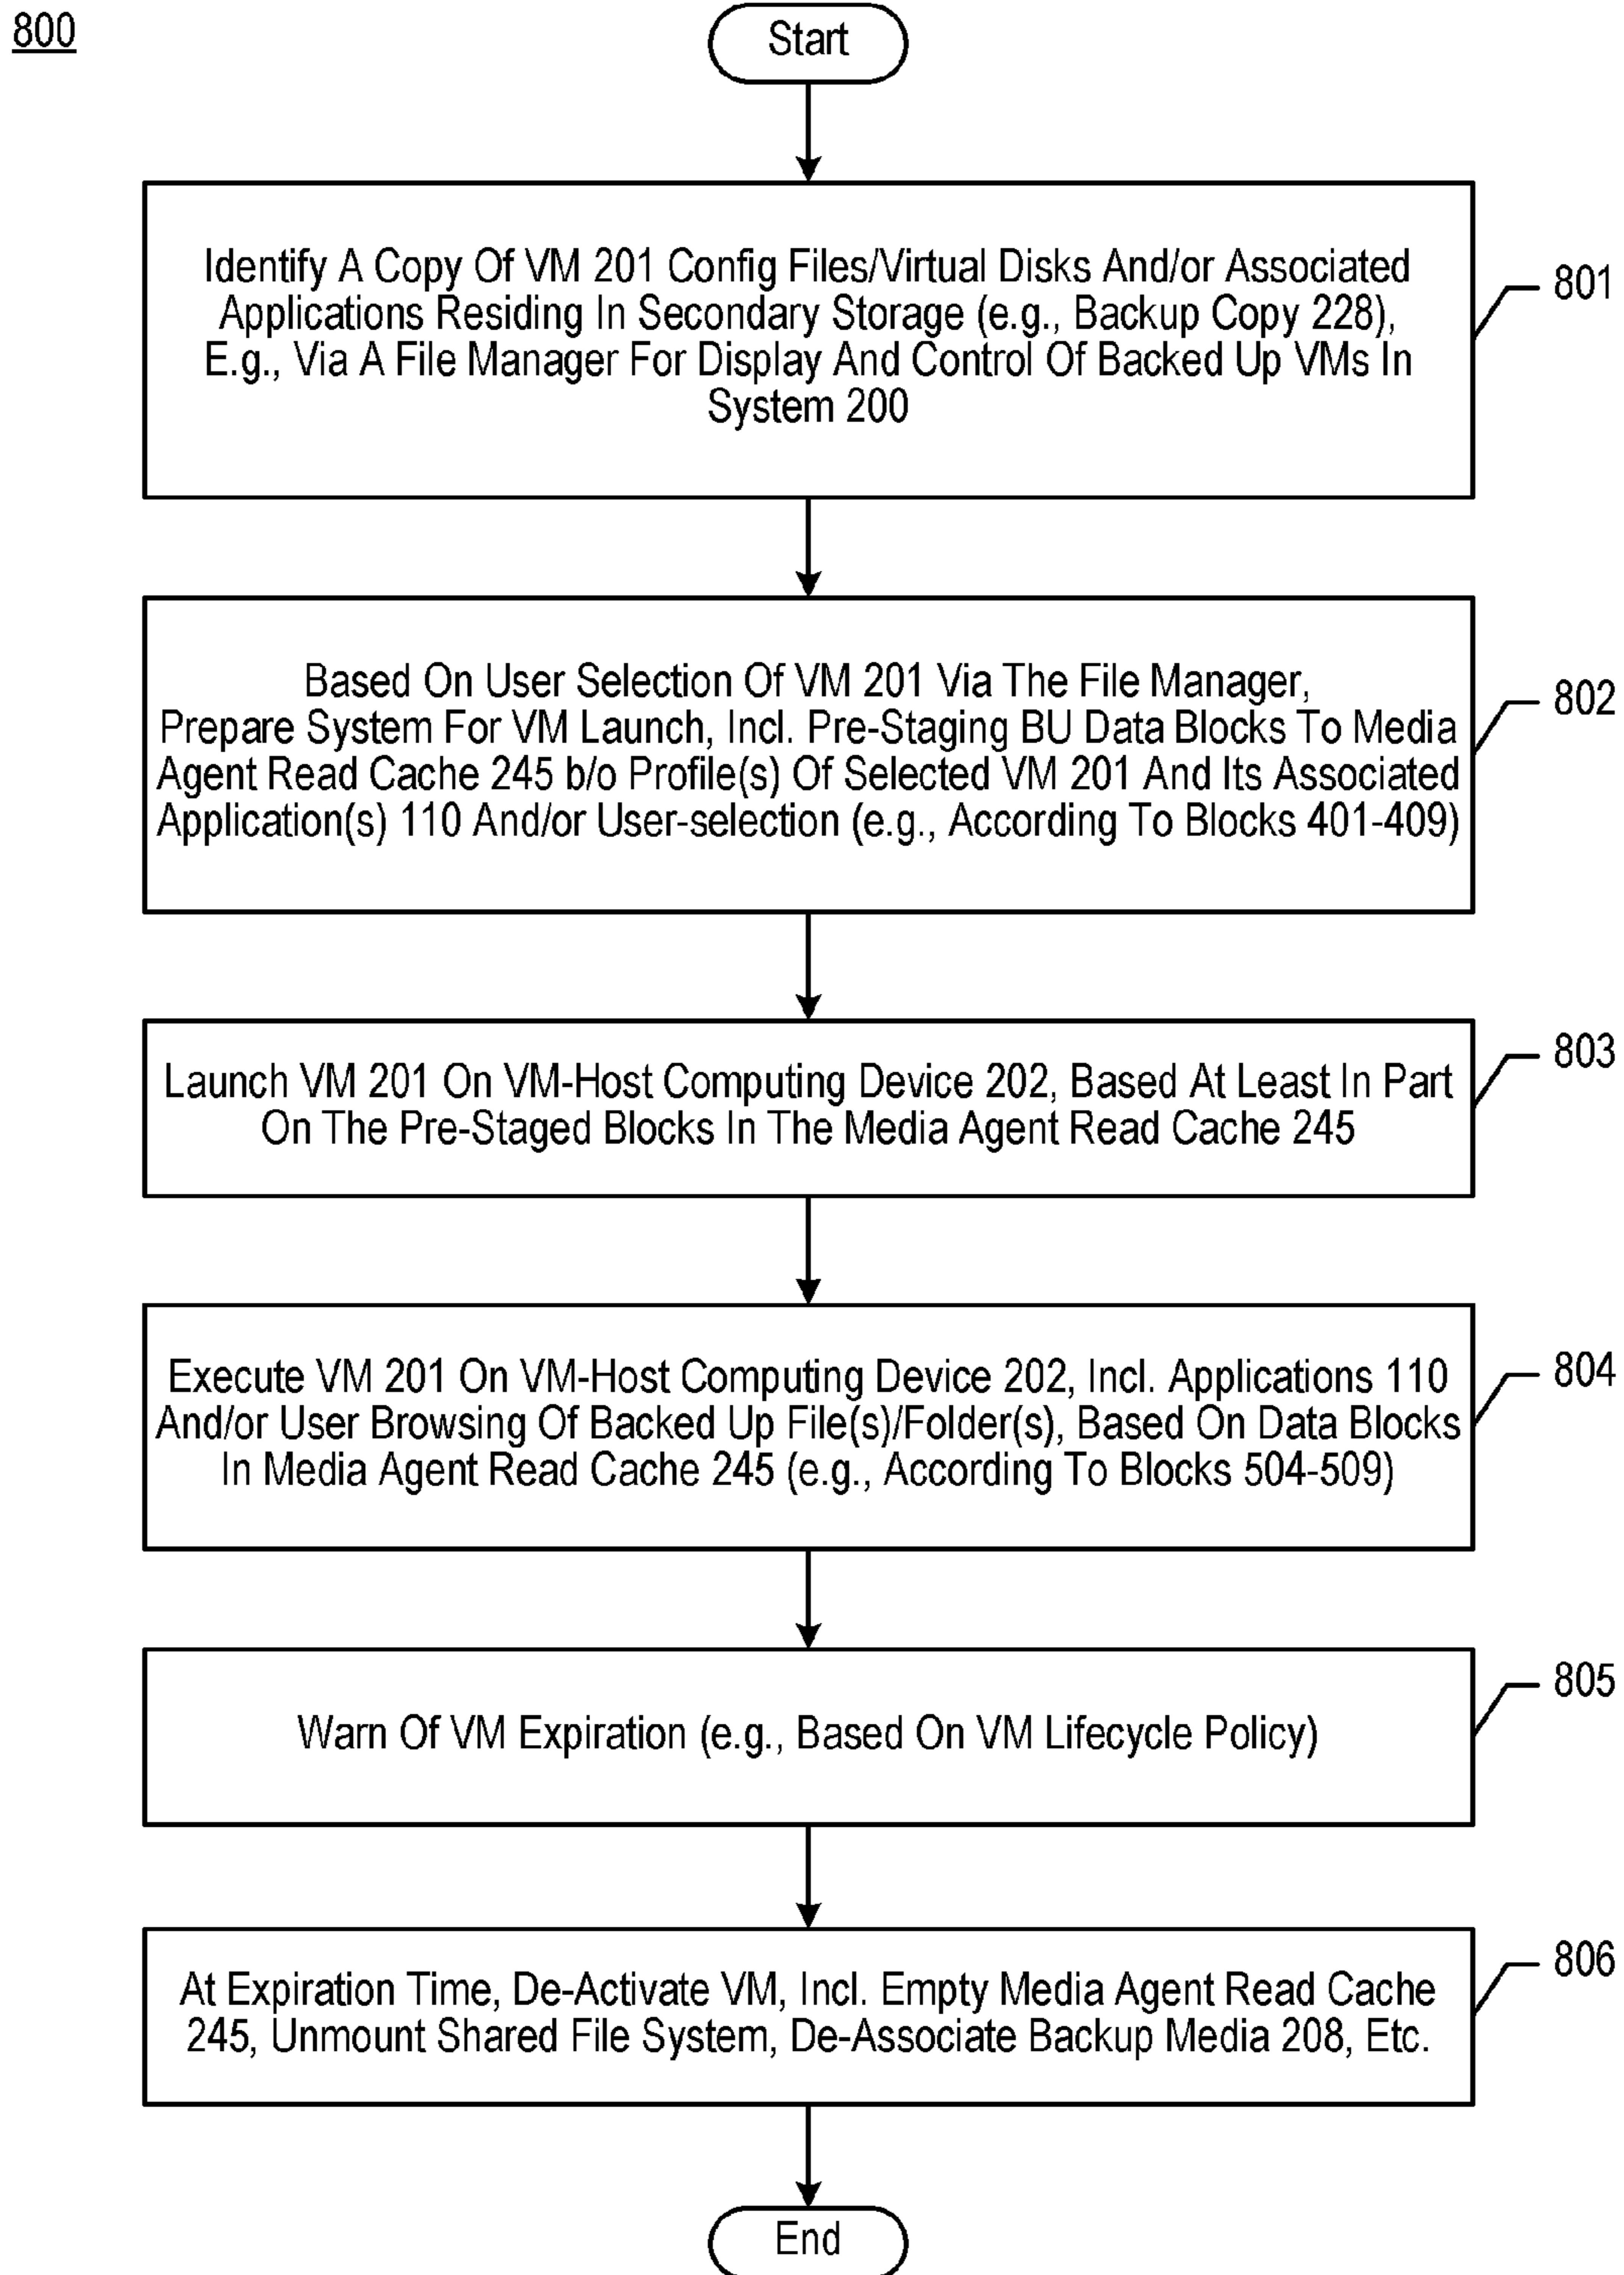 800
Start
Identify A Copy Of VM 201 Config Files/Virtual Disks And/or Associated
Applications Residing In Secondary Storage (e.g., Backup Copy 228),
E.g., Via A File Manager For Display And Control Of Backed Up VMs In
System 200
801
Based On User Selection Of VM 201 Via The File Manager,
Prepare System For VM Launch, Incl. Pre-Staging BU Data Blocks To Media
Agent Read Cache 245 b/o Profile(s) Of Selected VM 201 And Its Associated
Application(s) 110 And/or User-selection (e.g., According To Blocks 401-409)
802
Launch VM 201 On VM-Host Computing Device 202, Based At Least In Part
On The Pre-Staged Blocks In The Media Agent Read Cache 245
803
Execute VM 201 On VM-Host Computing Device 202, Incl. Applications 110
And/or User Browsing Of Backed Up File(s)/Folder(s), Based On Data Blocks
In Media Agent Read Cache 245 (e.g., According To Blocks 504-509)
804
Warn Of VM Expiration (e.g., Based On VM Lifecycle Policy)
805
At Expiration Time, De-Activate VM, Incl. Empty Media Agent Read Cache
245, Unmount Shared File System, De-Associate Backup Media 208, Etc.
806
End